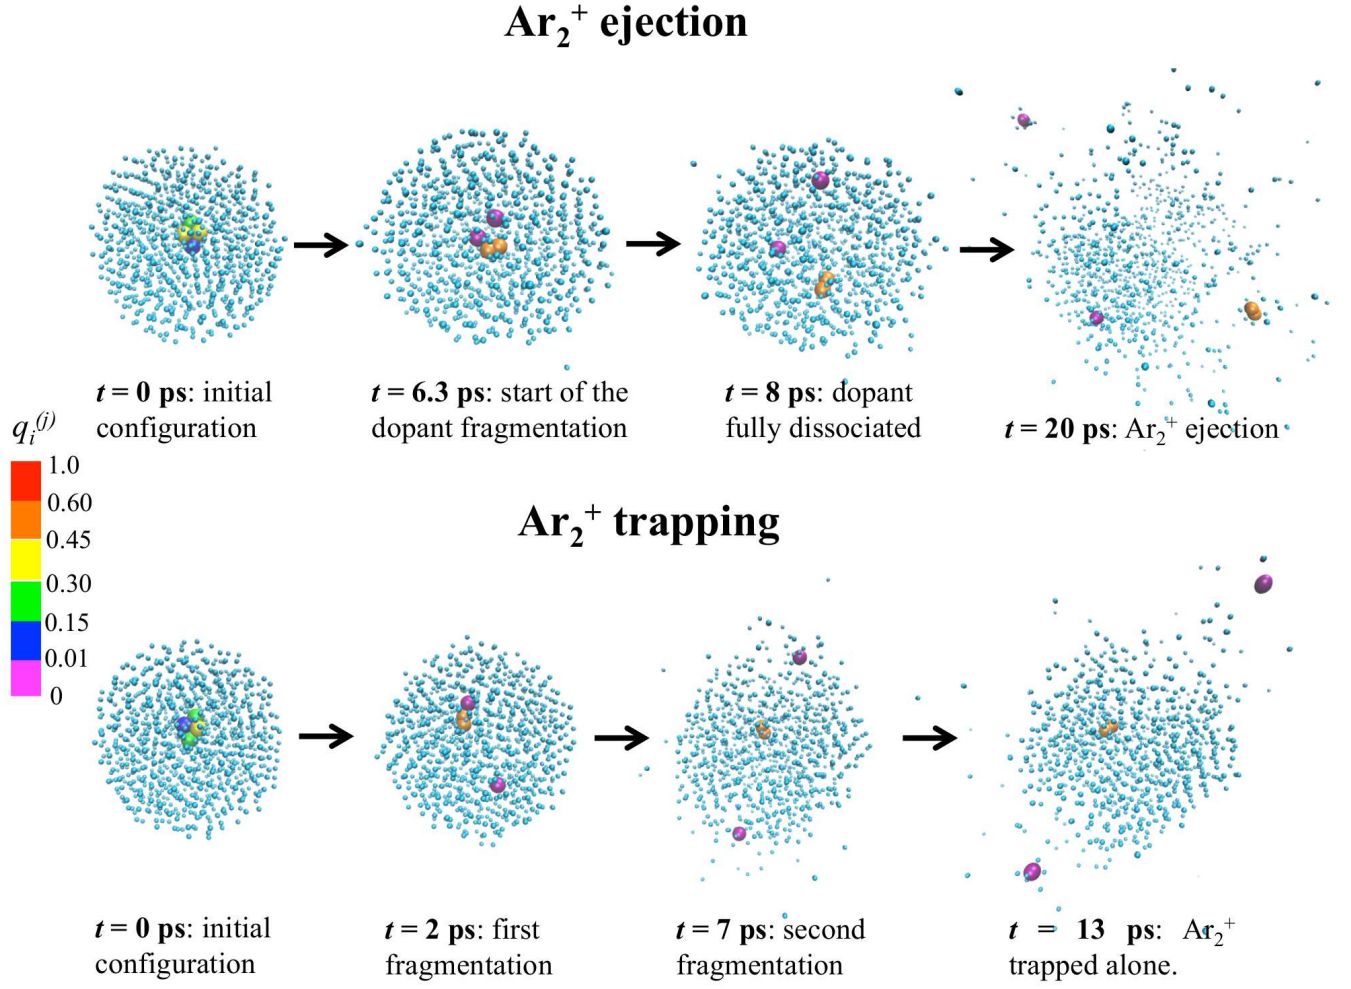 Ar₂⁺ ejection
t = 0 ps: initial
configuration
t = 6.3 ps: start of the
dopant fragmentation
t = 8 ps: dopant
fully dissociated
t = 20 ps: Ar₂⁺ ejection
qᵢ⁽ʲ⁾
1.0
0.60
0.45
0.30
0.15
0.01
0
Ar₂⁺ trapping
t = 0 ps: initial
configuration
t = 2 ps: first
fragmentation
t = 7 ps: second
fragmentation
t = 13 ps: Ar₂⁺
trapped alone.